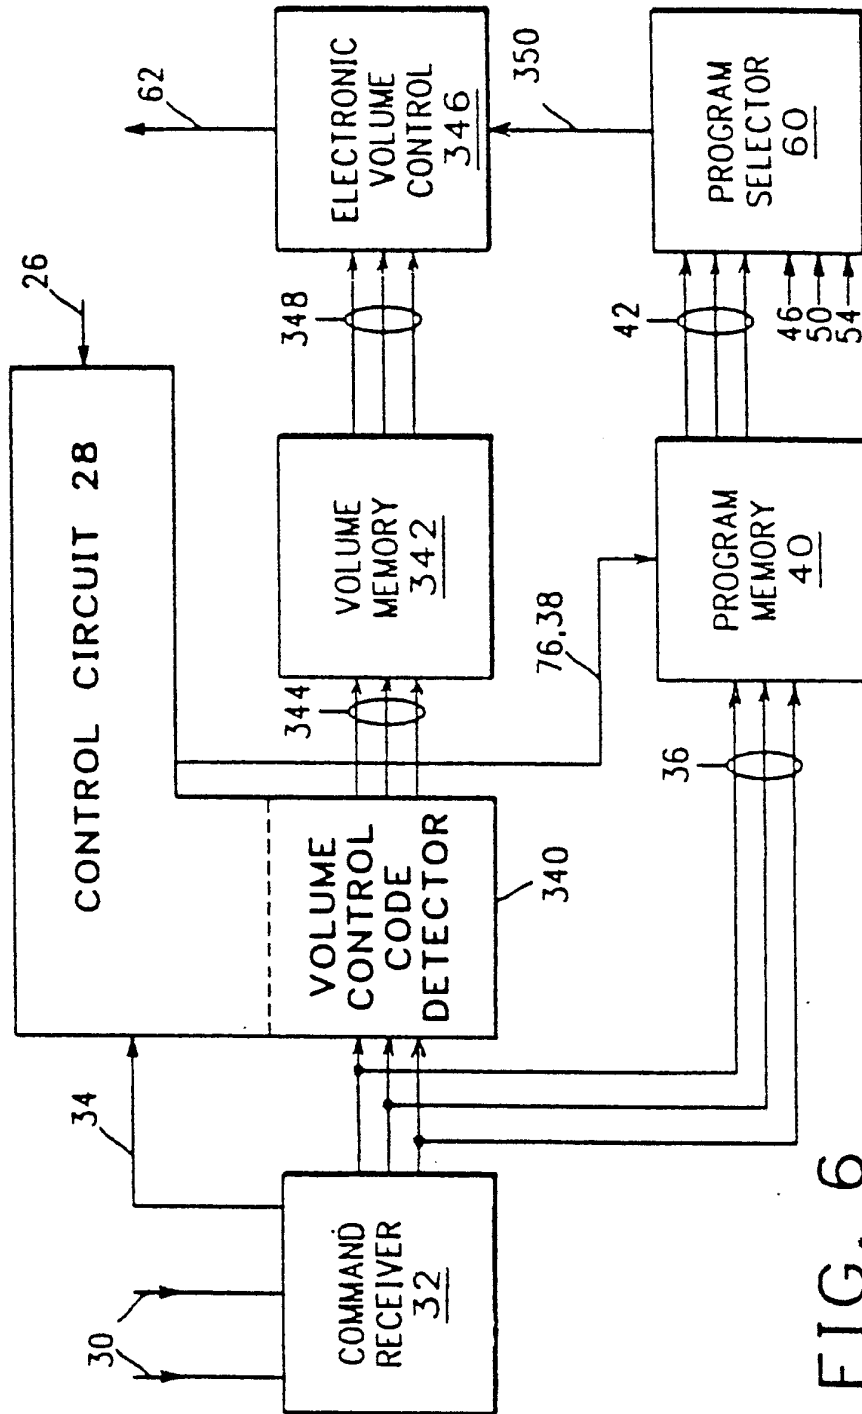 26
62
CONTROL CIRCUIT 28
34
30
COMMAND
RECEIVER
32
VOLUME
CONTROL
CODE
DETECTOR
340
344
VOLUME
MEMORY
342
348
ELECTRONIC
VOLUME
CONTROL
346
350
76,38
36
PROGRAM
MEMORY
40
42
46
50
54
PROGRAM
SELECTOR
60
FIG. 6